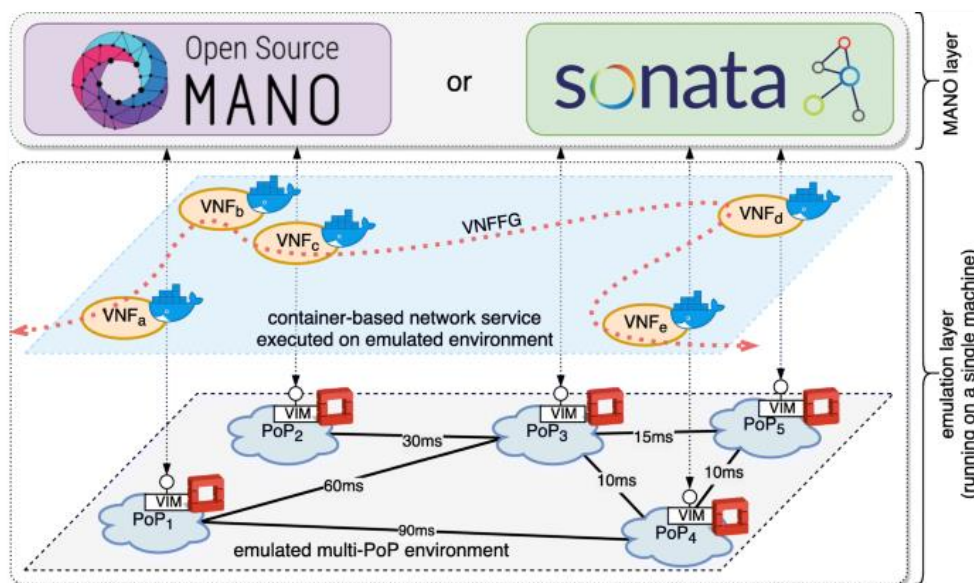 Open Source
MANO
or
sonata
MANO layer
VNFb
VNFc
VNFFG
VNFd
VNFa
VNFe
container-based network service
executed on emulated environment
emulation layer
(running on a a single machine)
VIM
PoP2
VIM
PoP3
VIM
PoP5
30ms
15ms
60ms
10ms
10ms
VIM
PoP1
VIM
PoP4
90ms
emulated multi-PoP environment